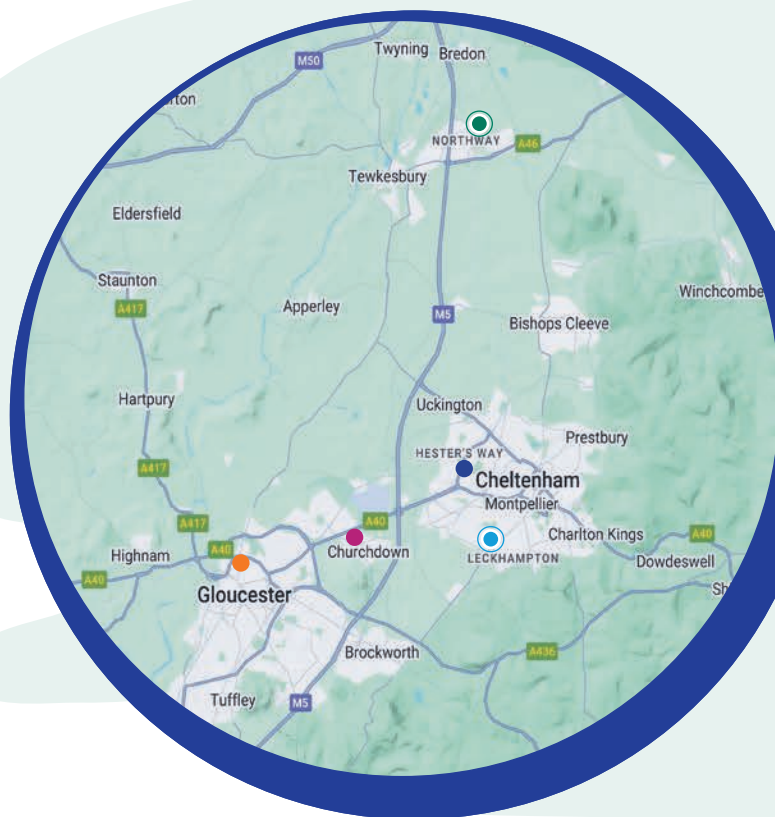 Twyning
Bredon
M50
rton
NORTHWAY
A46
Tewkesbury
Eldersfield
Staunton
A417
Apperley
M5
Winchcombe
Bishops Cleeve
Hartpury
Uckington
HESTER'S WAY
Prestbury
A417
Cheltenham
Montpellier
A417
A40
Charlton Kings
A40
Highnam
A40
Churchdown
LECKHAMPTON
Dowdeswell
A40
Gloucester
Sh
Brockworth
A436
Tuffley
M5